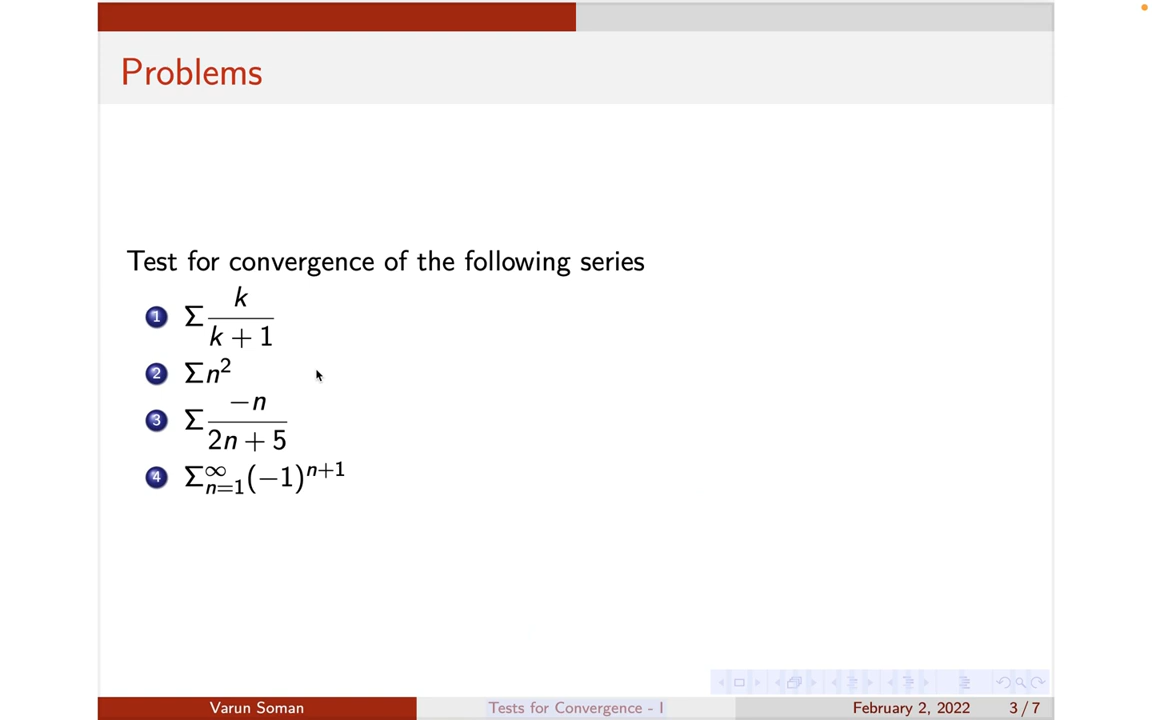 Problems
Test for convergence of the following series
1 Σ k/(k + 1)
2 Σn²
3 Σ −n/(2n + 5)
4 Σ∞n=1(−1)ⁿ⁺¹
Varun Soman Tests for Convergence - I February 2, 2022 3 / 7